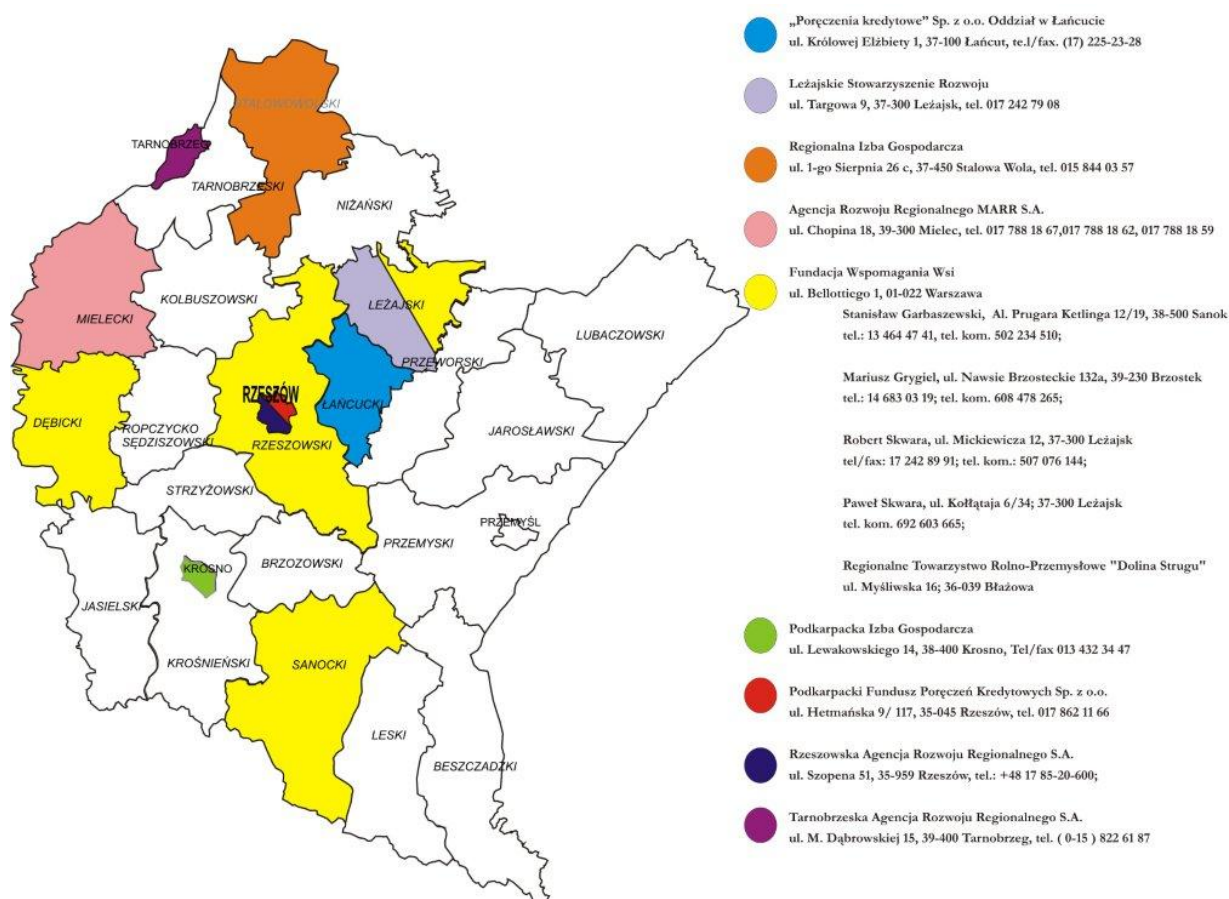 STALOWOWOLSKI
TARNOBRZEG
TARNOBRZESKI
NIŻAŃSKI
KOLBUSZOWSKI
MIELECKI
LEŻAJSKI
LUBACZOWSKI
PRZEWORSKI
RZESZÓW
ŁAŃCUCKI
DĘBICKI
ROPCZYCKO
SĘDZISZOWSKI
RZESZOWSKI
JAROSŁAWSKI
STRZYŻOWSKI
PRZEMYŚL
PRZEMYSKI
BRZOZOWSKI
KROSNO
JASIELSKI
KROŚNIEŃSKI
SANOCKI
LESKI
BESZCZADZKI
„Poręczenia kredytowe” Sp. z o.o. Oddział w Łańcucie
ul. Królowej Elżbiety 1, 37-100 Łańcut, te.l/fax. (17) 225-23-28
Leżajskie Stowarzyszenie Rozwoju
ul. Targowa 9, 37-300 Leżajsk, tel. 017 242 79 08
Regionalna Izba Gospodarcza
ul. 1-go Sierpnia 26 c, 37-450 Stalowa Wola, tel. 015 844 03 57
Agencja Rozwoju Regionalnego MARR S.A.
ul. Chopina 18, 39-300 Mielec, tel. 017 788 18 67,017 788 18 62, 017 788 18 59
Fundacja Wspomagania Wsi
ul. Bellottiego 1, 01-022 Warszawa
Stanisław Garbaszewski, Al. Prugara Ketlinga 12/19, 38-500 Sanok
tel.: 13 464 47 41, tel. kom. 502 234 510;
Mariusz Grygiel, ul. Nawsie Brzosteckie 132a, 39-230 Brzostek
tel.: 14 683 03 19; tel. kom. 608 478 265;
Robert Skwara, ul. Mickiewicza 12, 37-300 Leżajsk
tel/fax: 17 242 89 91; tel. kom.: 507 076 144;
Paweł Skwara, ul. Kołłątaja 6/34; 37-300 Leżajsk
tel. kom. 692 603 665;
Regionalne Towarzystwo Rolno-Przemysłowe "Dolina Strugu"
ul. Myśliwska 16; 36-039 Błażowa
Podkarpacka Izba Gospodarcza
ul. Lewakowskiego 14, 38-400 Krosno, Tel/fax 013 432 34 47
Podkarpacki Fundusz Poręczeń Kredytowych Sp. z o.o.
ul. Hetmańska 9/ 117, 35-045 Rzeszów, tel. 017 862 11 66
Rzeszowska Agencja Rozwoju Regionalnego S.A.
ul. Szopena 51, 35-959 Rzeszów, tel.: +48 17 85-20-600;
Tarnobrzeska Agencja Rozwoju Regionalnego S.A.
ul. M. Dąbrowskiej 15, 39-400 Tarnobrzeg, tel. ( 0-15 ) 822 61 87